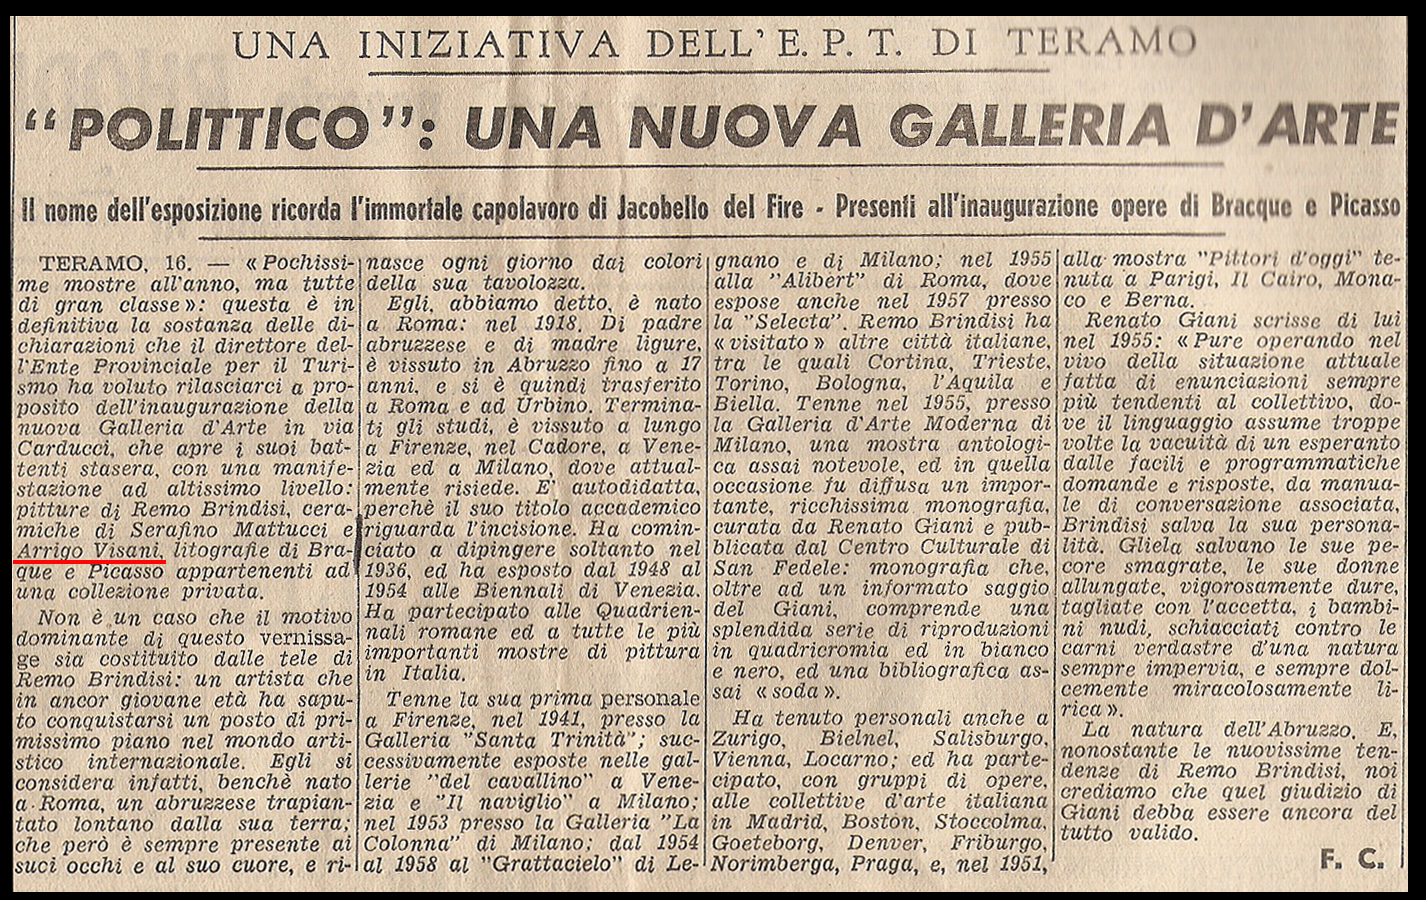 UNA INIZIATIVA DELL'E. P. T. DI TERAMO
"POLITTICO": UNA NUOVA GALLERIA D'ARTE
Il nome dell'esposizione ricorda l'immortale capolavoro di Jacobello del Fire - Presenti all'inaugurazione opere di Bracque e Picasso
TERAMO, 16. — «Pochissi-
me mostre all'anno, ma tutte
di gran classe»: questa è in
definitiva la sostanza delle di-
chiarazioni che il direttore del-
l'Ente Provinciale per il Turi-
smo ha voluto rilasciarci a pro-
posito dell'inaugurazione della
nuova Galleria d'Arte in via
Carducci, che apre i suoi bat-
tenti stasera, con una manife-
stazione ad altissimo livello:
pitture di Remo Brindisi, cera-
miche di Serafino Mattucci e
Arrigo Visani, litografie di Bra-
que e Picasso appartenenti ad
una collezione privata.
Non è un caso che il motivo
dominante di questo vernissa-
ge sia costituito dalle tele di
Remo Brindisi: un artista che
in ancor giovane età ha sapu-
to conquistarsi un posto di pri-
missimo piano nel mondo arti-
stico internazionale. Egli si
considera infatti, benchè nato
a Roma, un abruzzese trapian-
tato lontano dalla sua terra;
che però è sempre presente ai
suci occhi e al suo cuore, e ri-
nasce ogni giorno dai colori
della sua tavolozza.
Egli, abbiamo detto, è nato
a Roma: nel 1918. Di padre
abruzzese e di madre ligure,
è vissuto in Abruzzo fino a 17
anni, e si è quindi trasferito
a Roma e ad Urbino. Termina-
ti gli studi, è vissuto a lungo
a Firenze, nel Cadore, a Vene-
zia ed a Milano, dove attual-
mente risiede. E' autodidatta,
perchè il suo titolo accademico
riguarda l'incisione. Ha comin-
ciato a dipingere soltanto nel
1936, ed ha esposto dal 1948 al
1954 alle Biennali di Venezia.
Ha partecipato alle Quadrien-
nali romane ed a tutte le più
importanti mostre di pittura
in Italia.
Tenne la sua prima personale
a Firenze, nel 1941, presso la
Galleria "Santa Trinità"; suc-
cessivamente esposte nelle gal-
lerie "del cavallino" a Vene-
zia e "Il naviglio" a Milano;
nel 1953 presso la Galleria "La
Colonna" di Milano; dal 1954
al 1958 al "Grattacielo" di Le-
gnano e di Milano; nel 1955
alla "Alibert" di Roma, dove
espose anche nel 1957 presso
la "Selecta". Remo Brindisi ha
«visitato» altre città italiane,
tra le quali Cortina, Trieste,
Torino, Bologna, l'Aquila e
Biella. Tenne nel 1955, presso
la Galleria d'Arte Moderna di
Milano, una mostra antologi-
ca assai notevole, ed in quella
occasione fu diffusa un impor-
tante, ricchissima monografia,
curata da Renato Giani e pub-
blicata dal Centro Culturale di
San Fedele: monografia che,
oltre ad un informato saggio
del Giani, comprende una
splendida serie di riproduzioni
in quadricromia ed in bianco
e nero, ed una bibliografica as-
sai «soda».
Ha tenuto personali anche a
Zurigo, Bielnel, Salisburgo,
Vienna, Locarno; ed ha parte-
cipato, con gruppi di opere,
alle collettive d'arte italiana
in Madrid, Boston, Stoccolma,
Goeteborg, Denver, Friburgo,
Norimberga, Praga, e, nel 1951,
alla mostra "Pittori d'oggi" te-
nuta a Parigi, Il Cairo, Mona-
co e Berna.
Renato Giani scrisse di lui
nel 1955: «Pure operando nel
vivo della situazione attuale
fatta di enunciazioni sempre
più tendenti al collettivo, do-
ve il linguaggio assume troppe
volte la vacuità di un esperanto
dalle facili e programmatiche
domande e risposte, da manua-
le di conversazione associata,
Brindisi salva la sua persona-
lità. Gliela salvano le sue pe-
core smagrate, le sue donne
allungate, vigorosamente dure,
tagliate con l'accetta, i bambi-
ni nudi, schiacciati contro le
carni verdastre d'una natura
sempre impervia, e sempre dol-
cemente miracolosamente li-
rica».
La natura dell'Abruzzo. E,
nonostante le nuovissime ten-
denze di Remo Brindisi, noi
crediamo che quel giudizio di
Giani debba essere ancora del
tutto valido.
F. C.